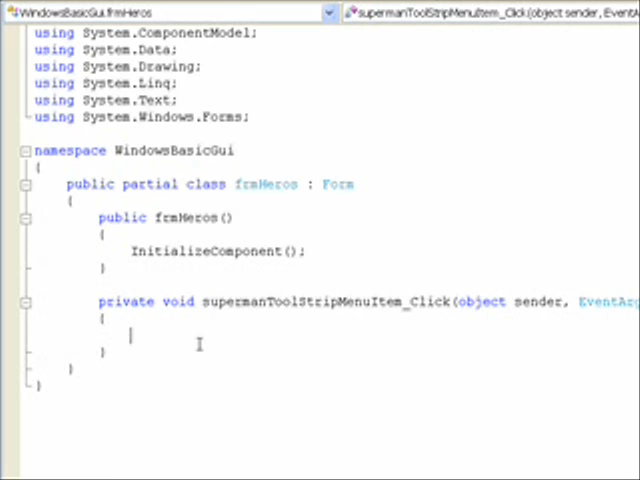 WindowsBasicGui.frmHeros
supermanToolStripMenuItem_Click(object sender, EventA
using System.ComponentModel;
using System.Data;
using System.Drawing;
using System.Linq;
using System.Text;
using System.Windows.Forms;
namespace WindowsBasicGui
{
public partial class frmHeros : Form
{
public frmHeros()
{
InitializeComponent();
}
private void supermanToolStripMenuItem_Click(object sender, EventArg
{
}
}
}